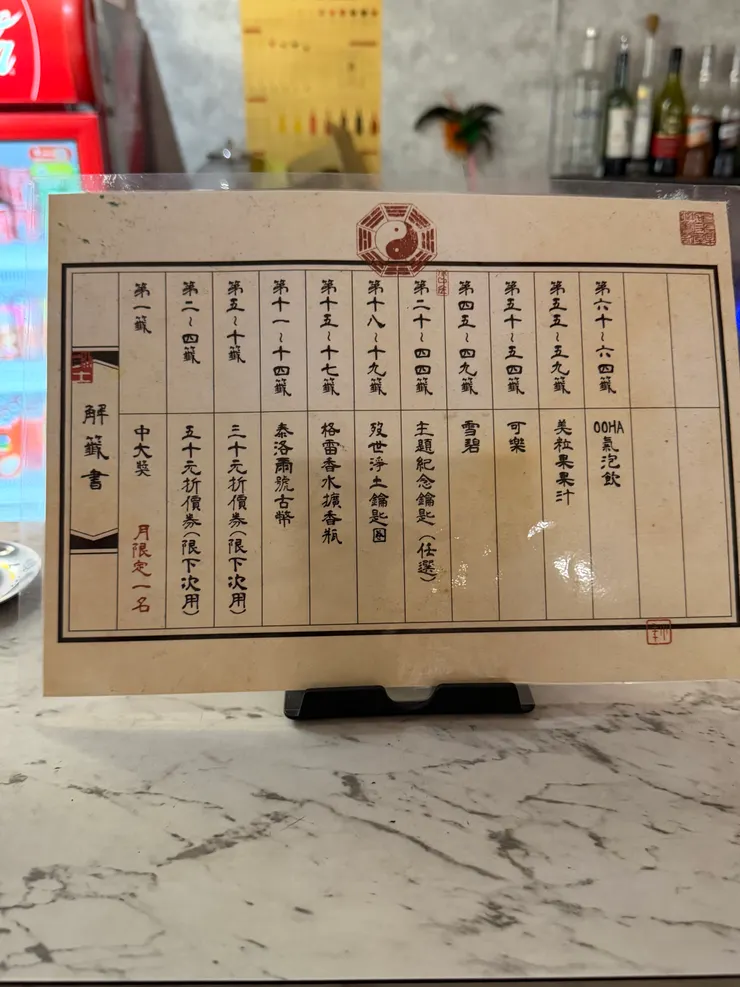 解籤書
第一籤
中大獎 月限定一名
第二～四籤
五十元折價券(限下次用)
第五～十籤
三十元折價券(限下次用)
第十一～十四籤
泰洛爾號古幣
第十五～十七籤
格雷香水擴香瓶
第十八～十九籤
歿世淨土鑰匙圈
第二十～四四籤
主題紀念鑰匙(任選)
第四五～四九籤
雪碧
第五十～五四籤
可樂
第五五～五九籤
美粒果果汁
第六十～六四籤
OOHA氣泡飲